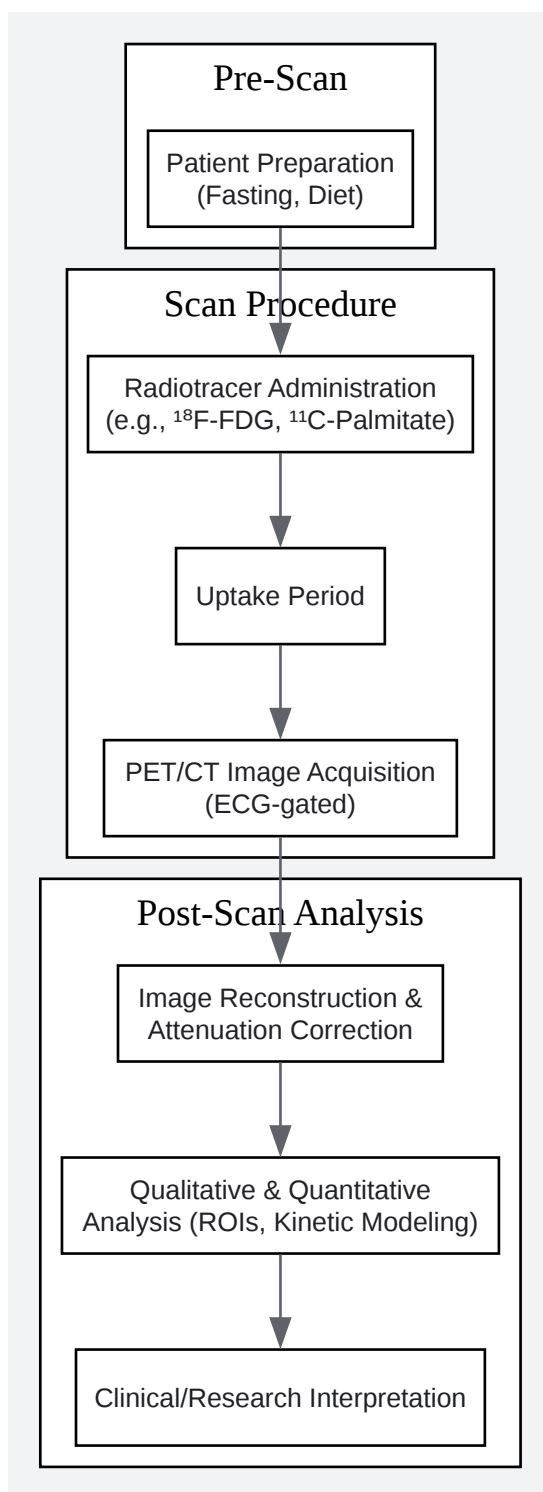 Pre-Scan
Patient Preparation
(Fasting, Diet)
Scan Procedure
Radiotracer Administration
(e.g., ¹⁸F-FDG, ¹¹C-Palmitate)
Uptake Period
PET/CT Image Acquisition
(ECG-gated)
Post-Scan Analysis
Image Reconstruction &
Attenuation Correction
Qualitative & Quantitative
Analysis (ROIs, Kinetic Modeling)
Clinical/Research Interpretation